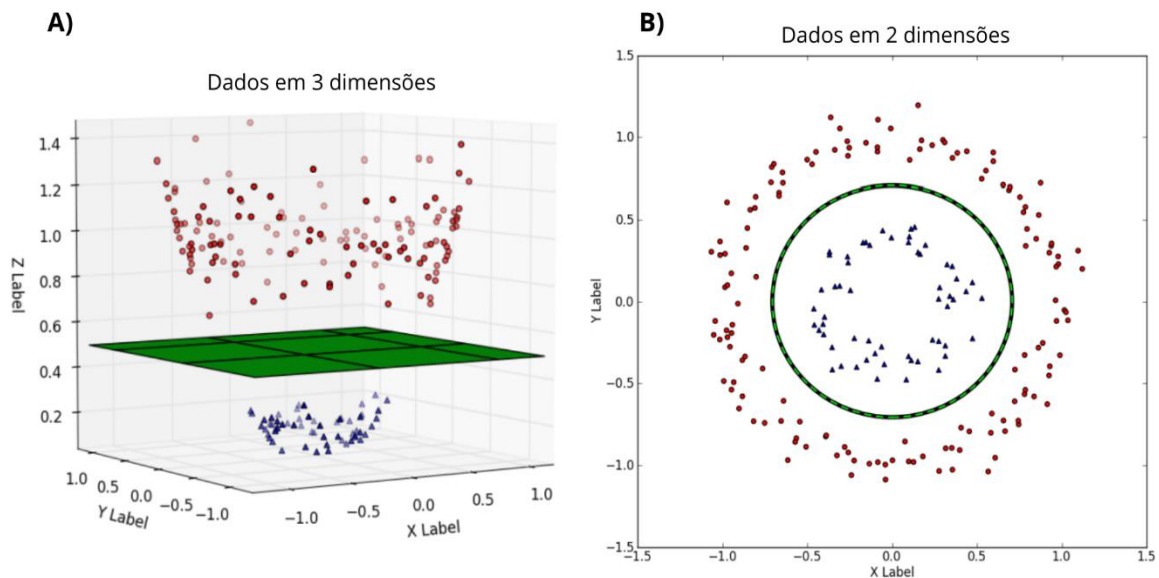 A)
Dados em 3 dimensões
1.4
1.2
1.0
0.8
0.6
0.4
0.2
Z Label
1.0 0.5 0.0 −0.5 −1.0
Y Label
−1.0 −0.5 0.0 0.5 1.0
X Label
B)
Dados em 2 dimensões
1.5
1.0
0.5
0.0
−0.5
−1.0
−1.5
Y Label
−1.5 −1.0 −0.5 0.0 0.5 1.0 1.5
X Label